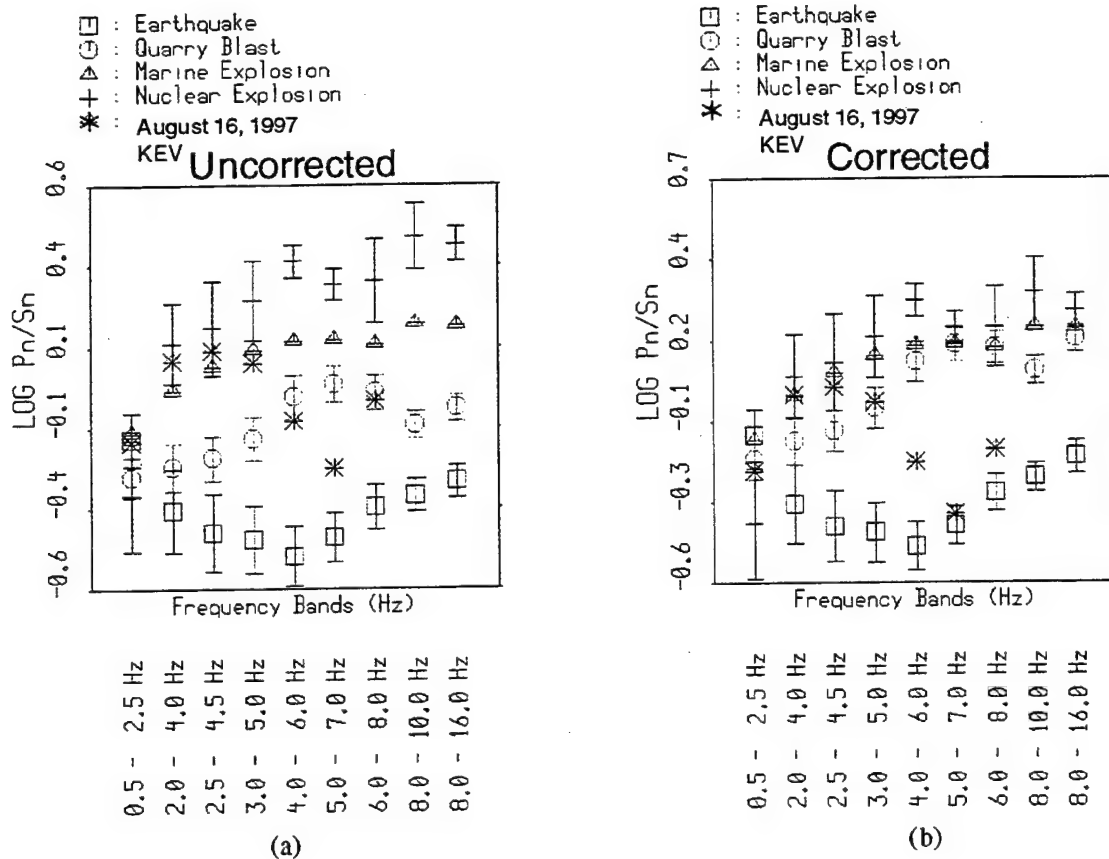 : Earthquake
: Quarry Blast
: Marine Explosion
: Nuclear Explosion
: August 16, 1997
KEV
Uncorrected
0.6
0.4
0.1
-0.1
-0.4
-0.6
LOG Pn/Sn
Frequency Bands (Hz)
0.5 - 2.5 Hz
2.0 - 4.0 Hz
2.5 - 4.5 Hz
3.0 - 5.0 Hz
4.0 - 6.0 Hz
5.0 - 7.0 Hz
6.0 - 8.0 Hz
8.0 - 10.0 Hz
8.0 - 16.0 Hz
(a)
: Earthquake
: Quarry Blast
: Marine Explosion
: Nuclear Explosion
: August 16, 1997
KEV
Corrected
0.7
0.4
0.2
-0.1
-0.3
-0.6
LOG Pn/Sn
Frequency Bands (Hz)
0.5 - 2.5 Hz
2.0 - 4.0 Hz
2.5 - 4.5 Hz
3.0 - 5.0 Hz
4.0 - 6.0 Hz
5.0 - 7.0 Hz
6.0 - 8.0 Hz
8.0 - 10.0 Hz
8.0 - 16.0 Hz
(b)